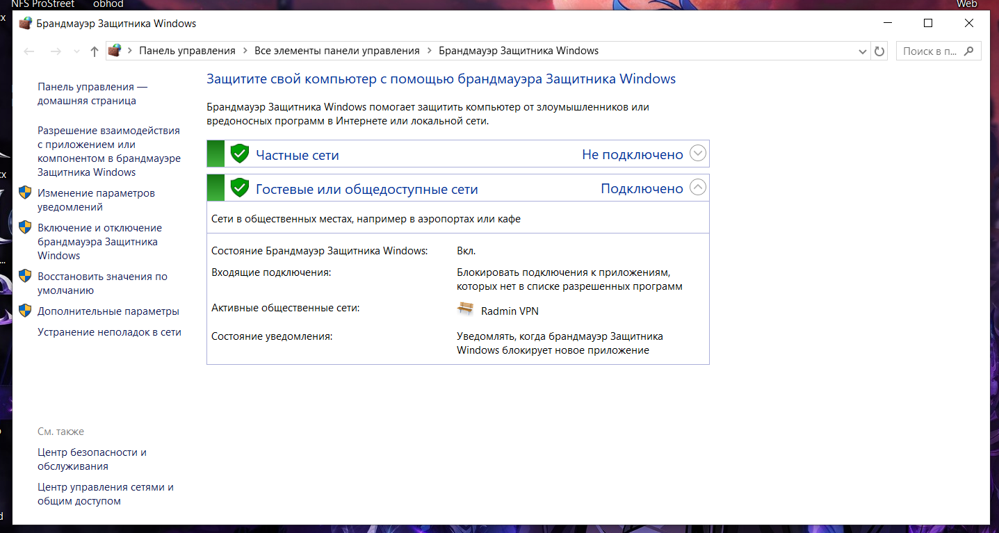 NFS ProStreet
obhod
Web
Брандмауэр Защитника Windows
Панель управления
Все элементы панели управления
Брандмауэр Защитника Windows
Поиск в п...
Панель управления —
домашняя страница
Разрешение взаимодействия
с приложением или
компонентом в брандмауэре
Защитника Windows
Изменение параметров
уведомлений
Включение и отключение
брандмауэра Защитника
Windows
Восстановить значения по
умолчанию
Дополнительные параметры
Устранение неполадок в сети
См. также
Центр безопасности и
обслуживания
Центр управления сетями и
общим доступом
Защитите свой компьютер с помощью брандмауэра Защитника Windows
Брандмауэр Защитника Windows помогает защитить компьютер от злоумышленников или
вредоносных программ в Интернете или локальной сети.
Частные сети
Не подключено
Гостевые или общедоступные сети
Подключено
Сети в общественных местах, например в аэропортах или кафе
Состояние Брандмауэр Защитника Windows:
Вкл.
Входящие подключения:
Блокировать подключения к приложениям,
которых нет в списке разрешенных программ
Активные общественные сети:
Radmin VPN
Состояние уведомления:
Уведомлять, когда брандмауэр Защитника
Windows блокирует новое приложение